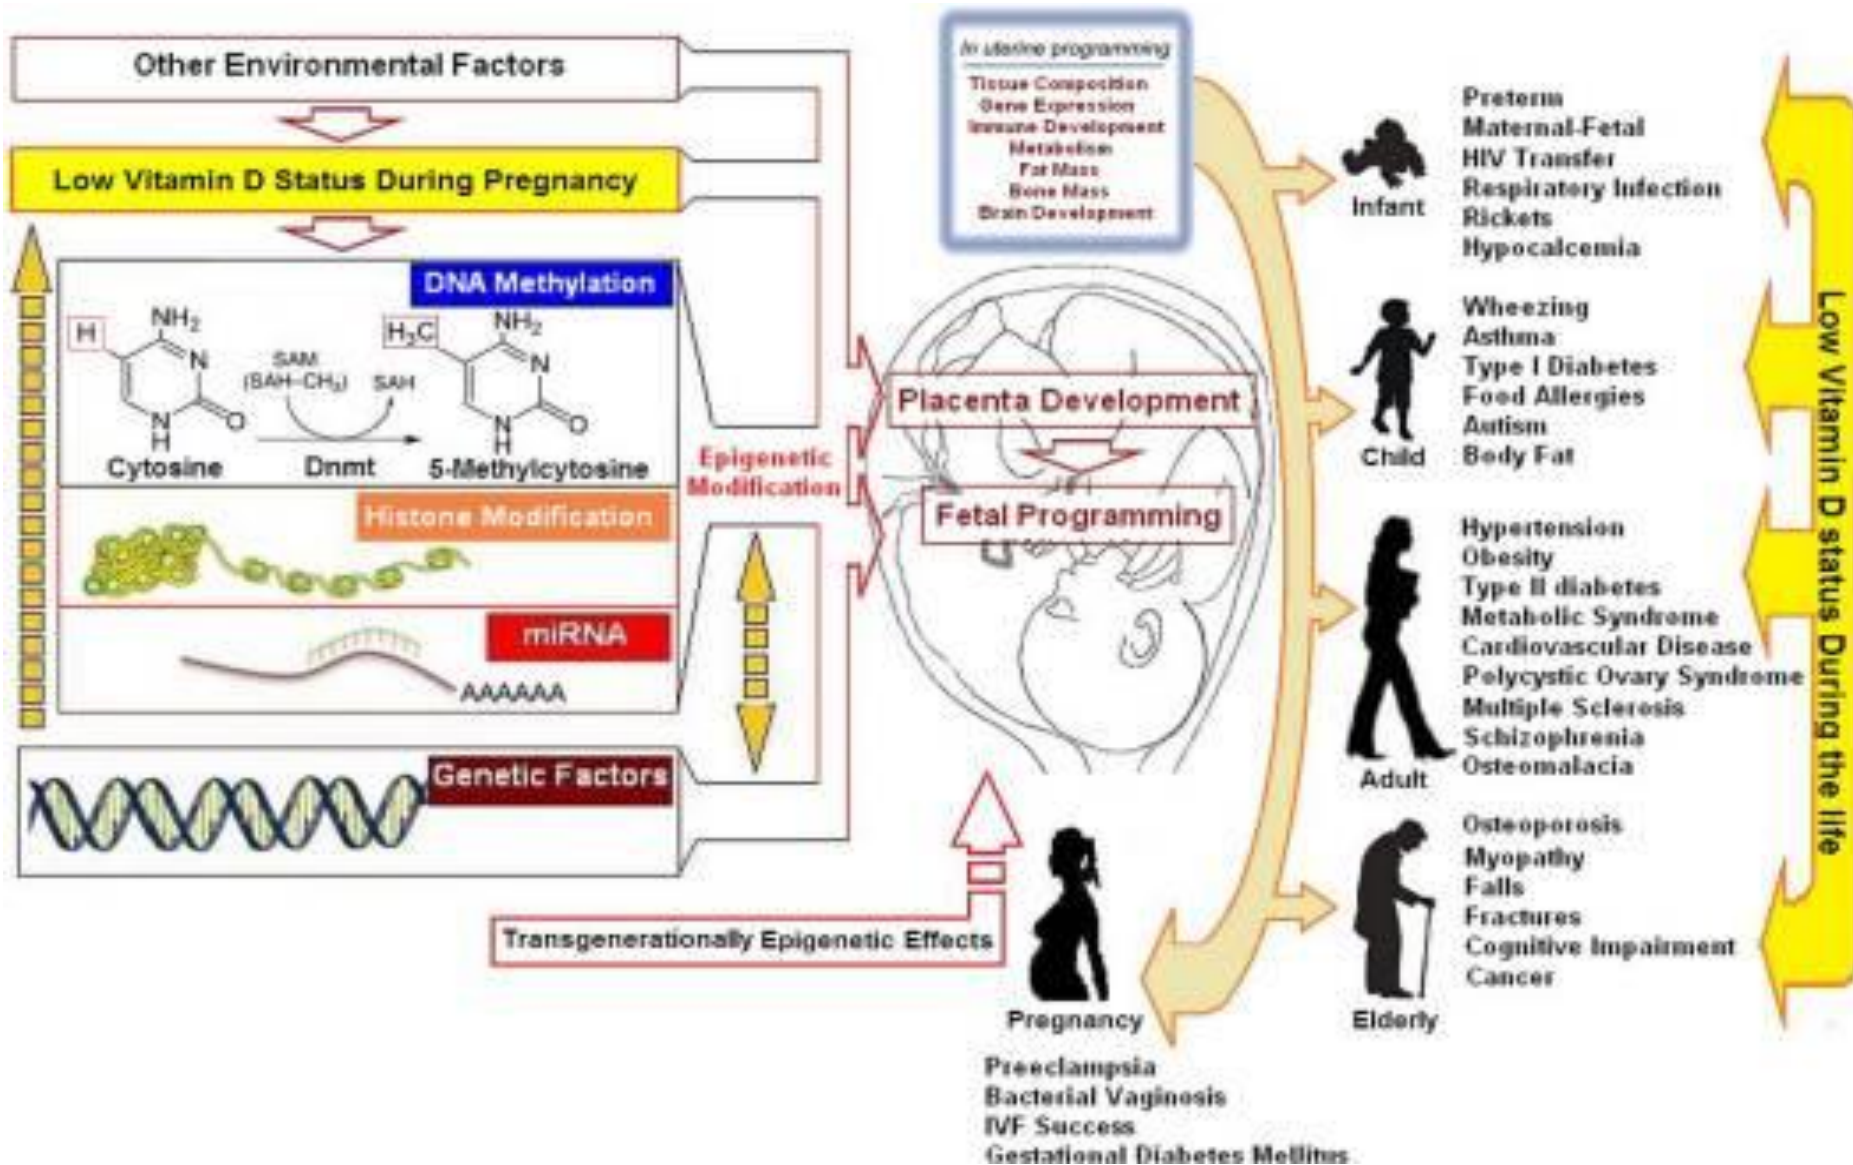 Other Environmental Factors
Low Vitamin D Status During Pregnancy
DNA Methylation
H
NH2
N
O
N
H
Cytosine
SAM
(SAH-CH3)
SAH
Dnmt
H3C
NH2
N
O
N
H
5-Methylcytosine
Histone Modification
miRNA
AAAAAA
Genetic Factors
Epigenetic
Modification
In uterine programming
Tissue Composition
Gene Expression
Immune Development
Metabolism
Fat Mass
Bone Mass
Brain Development
Placenta Development
Fetal Programming
Transgenerationally Epigenetic Effects
Pregnancy
Preeclampsia
Bacterial Vaginosis
IVF Success
Gestational Diabetes Mellitus
Infant
Preterm
Maternal-Fetal
HIV Transfer
Respiratory Infection
Rickets
Hypocalcemia
Child
Wheezing
Asthma
Type I Diabetes
Food Allergies
Autism
Body Fat
Adult
Hypertension
Obesity
Type II diabetes
Metabolic Syndrome
Cardiovascular Disease
Polycystic Ovary Syndrome
Multiple Sclerosis
Schizophrenia
Osteomalacia
Elderly
Osteoporosis
Myopathy
Falls
Fractures
Cognitive Impairment
Cancer
Low Vitamin D status During the life